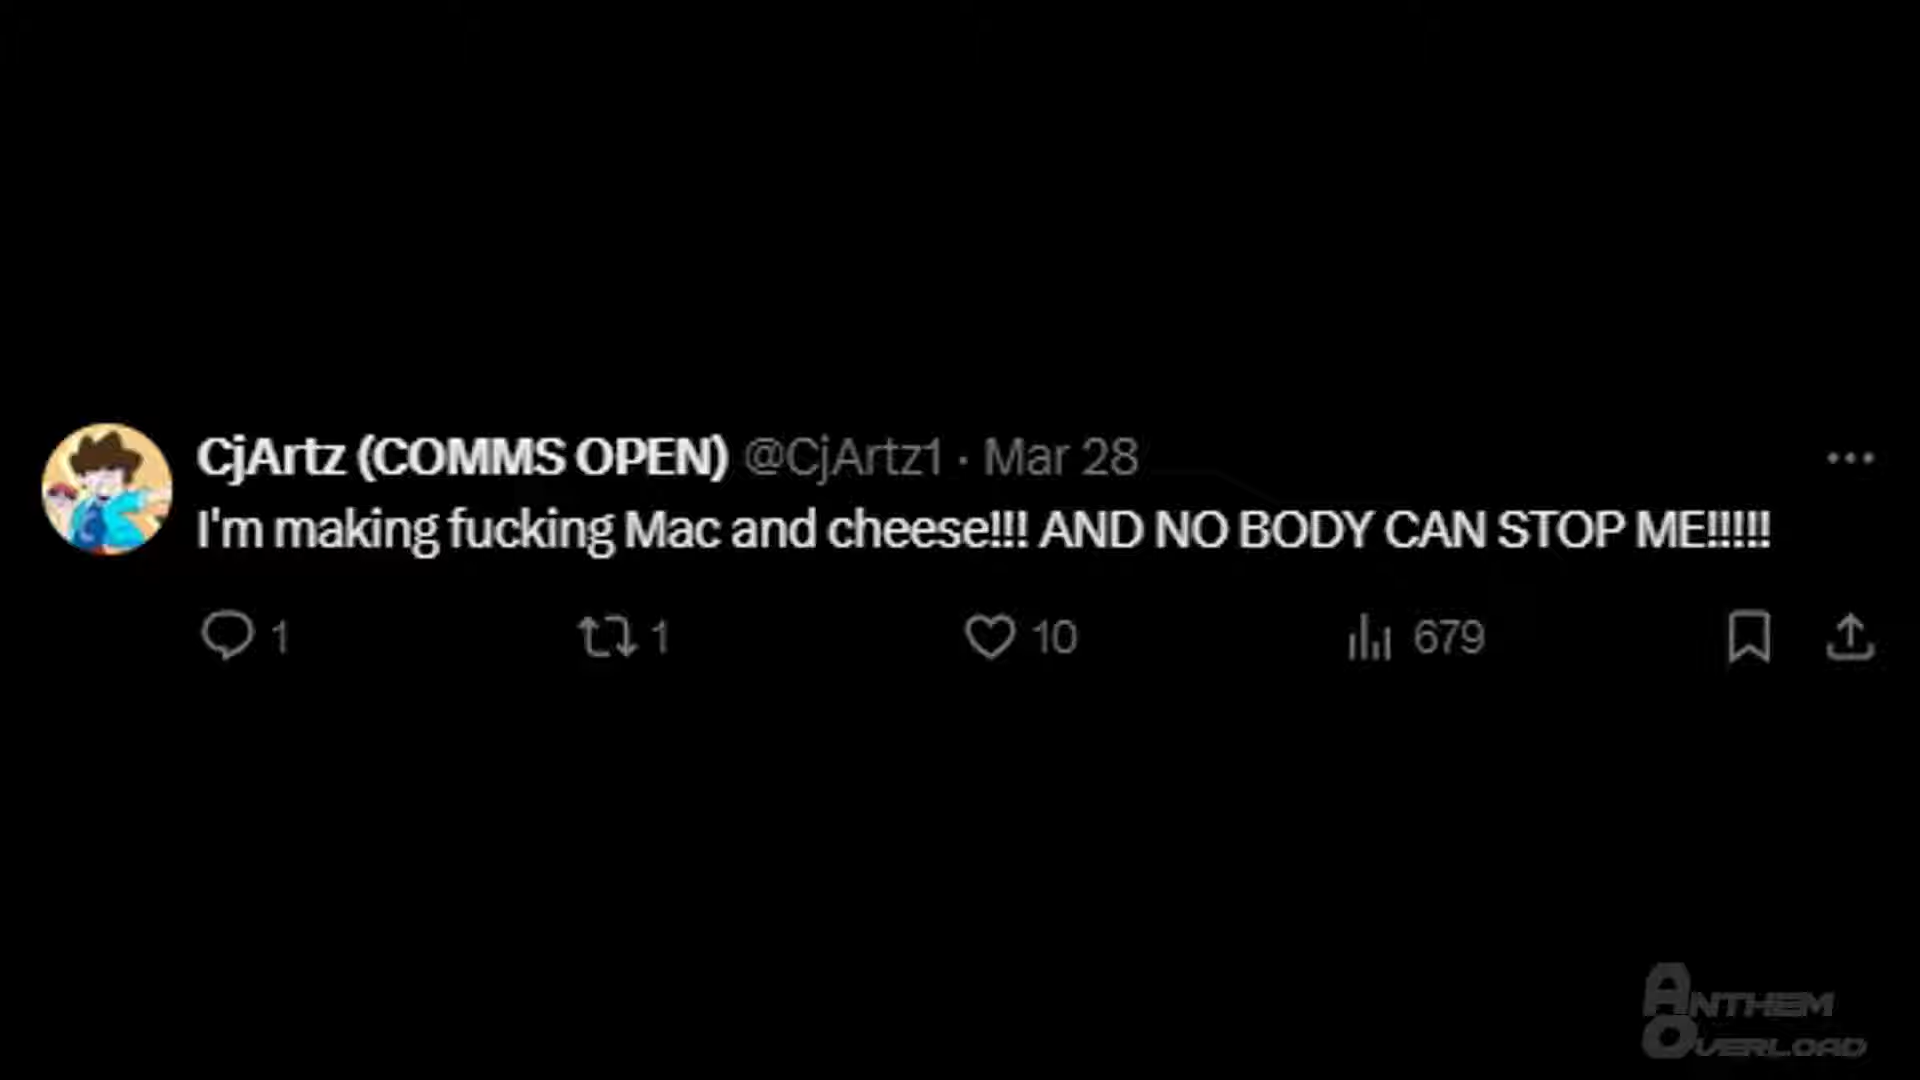 CjArtz (COMMS OPEN) @CjArtz1 · Mar 28
I'm making fucking Mac and cheese!!! AND NO BODY CAN STOP ME!!!!!
1 1 10 679
ANTHEM
OVERLOAD